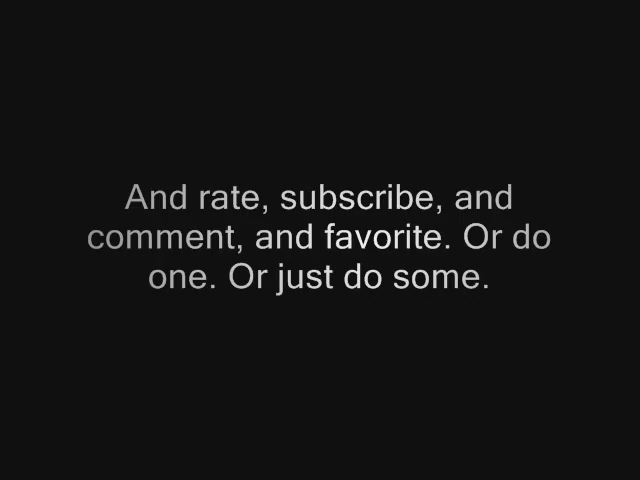 And rate, subscribe, and
comment, and favorite. Or do
one. Or just do some.